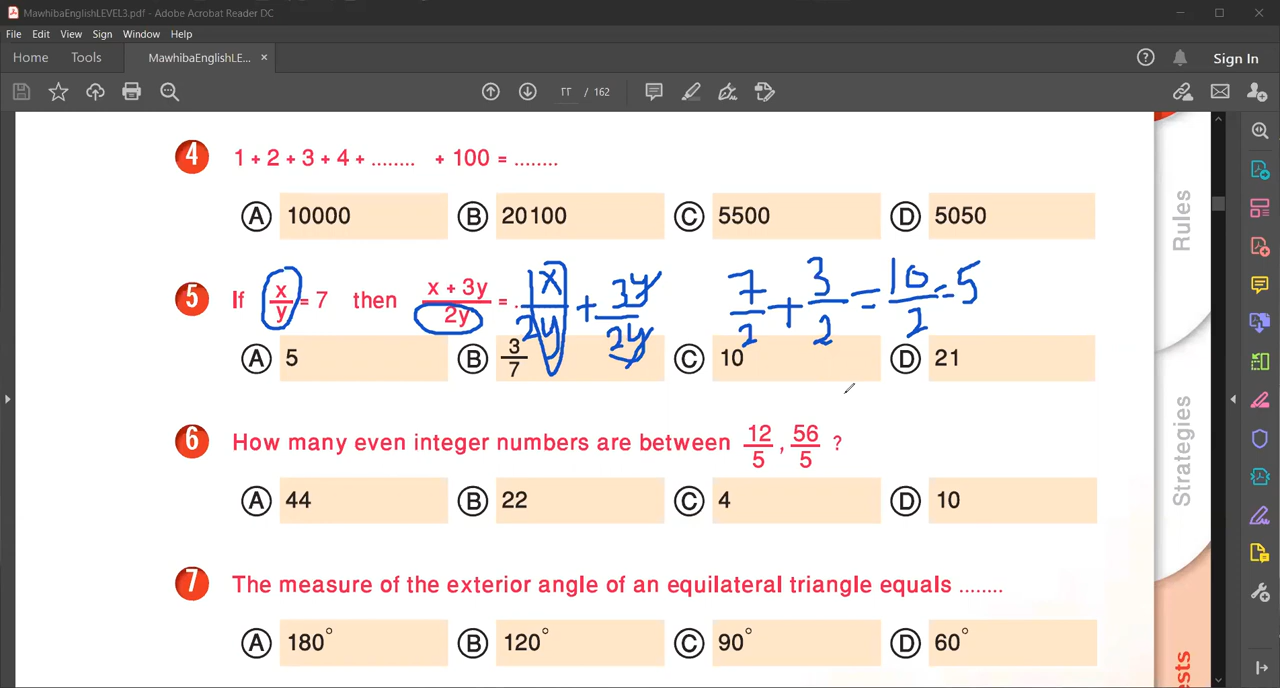 MawhibaEnglishLEVEL3.pdf - Adobe Acrobat Reader DC
File Edit View Sign Window Help
Home Tools MawhibaEnglishLE... × Sign In
٢٢ / 162
4 1 + 2 + 3 + 4 + ........ + 100 = ........
A 10000 B 20100 C 5500 D 5050
5 If x/y = 7 then (x + 3y)/2y = . 1x/2y + 3y/2y 7/2 + 3/2 = 10/2 = 5
A 5 B 3/7 C 10 D 21
6 How many even integer numbers are between 12/5 , 56/5 ?
A 44 B 22 C 4 D 10
7 The measure of the exterior angle of an equilateral triangle equals ........
A 180° B 120° C 90° D 60°
Rules
Strategies
ests